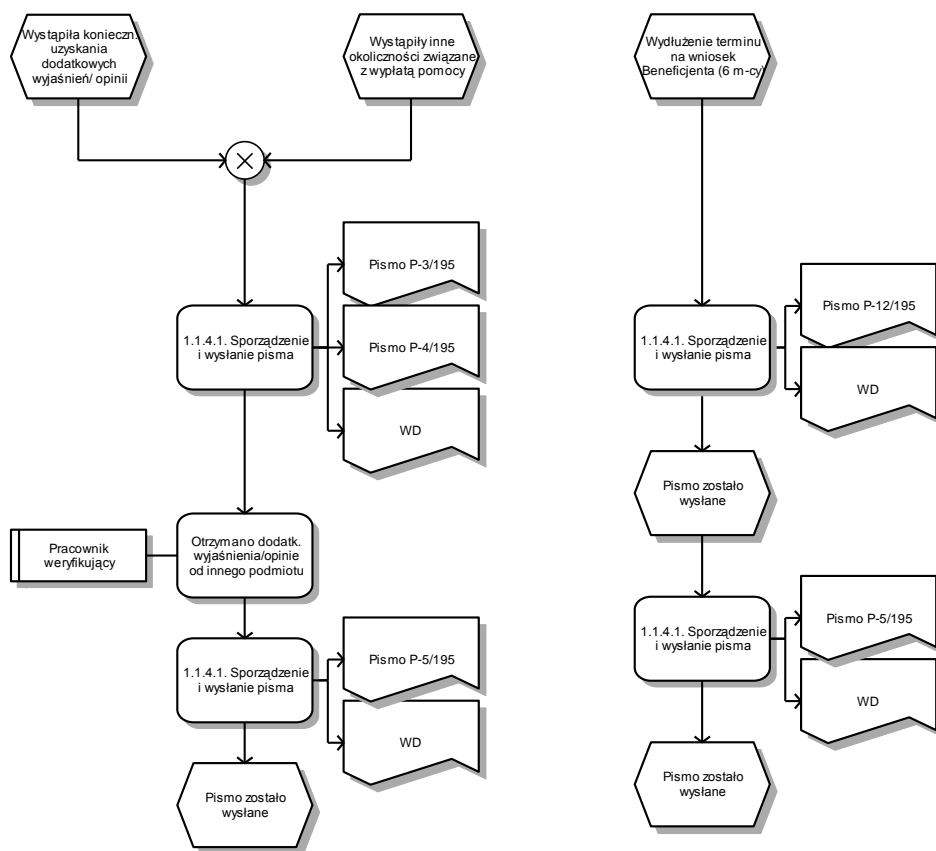 Wystąpiła konieczn.
uzyskania
dodatkowych
wyjaśnień/ opinii
Wystąpiły inne
okoliczności związane
z wypłatą pomocy
Pismo P-3/195
1.1.4.1. Sporządzenie
i wysłanie pisma
Pismo P-4/195
WD
Pracownik
weryfikujący
Otrzymano dodatk.
wyjaśnienia/opinie
od innego podmiotu
1.1.4.1. Sporządzenie
i wysłanie pisma
Pismo P-5/195
WD
Pismo zostało
wysłane
Wydłużenie terminu
na wniosek
Beneficjenta (6 m-cy)
1.1.4.1. Sporządzenie
i wysłanie pisma
Pismo P-12/195
WD
Pismo zostało
wysłane
1.1.4.1. Sporządzenie
i wysłanie pisma
Pismo P-5/195
WD
Pismo zostało
wysłane